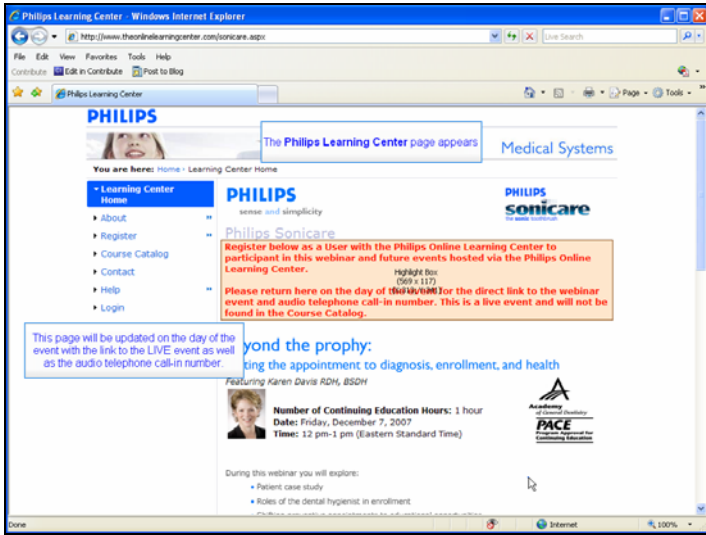 Philips Learning Center - Windows Internet Explorer
http://www.theonlinelearningcenter.com/sonicare.aspx
Live Search
File Edit View Favorites Tools Help
Contribute Edit in Contribute Post to Blog
Philips Learning Center
Page Tools
PHILIPS
The Philips Learning Center page appears
Medical Systems
You are here: Home › Learning Center Home
Learning Center Home
About
Register
Course Catalog
Contact
Help
Login
PHILIPS
sense and simplicity
PHILIPS
sonicare
the sonic toothbrush
Philips Sonicare
Register below as a User with the Philips Online Learning Center to
participate in this webinar and future events hosted via the Philips Online
Learning Center.
Highlight Box
(569 x 117)
Please return here on the day of the event for the direct link to the webinar
event and audio telephone call-in number. This is a live event and will not be
found in the Course Catalog.
This page will be updated on the day of the
event with the link to the LIVE event as well
as the audio telephone call-in number.
yond the prophy:
ting the appointment to diagnosis, enrollment, and health
Featuring Karen Davis RDH, BSDH
Number of Continuing Education Hours: 1 hour
Date: Friday, December 7, 2007
Time: 12 pm-1 pm (Eastern Standard Time)
Academy
of General Dentistry
PACE
Program Approval for
Continuing Education
During this webinar you will explore:
Patient case study
Roles of the dental hygienist in enrollment
Done
Internet
100%